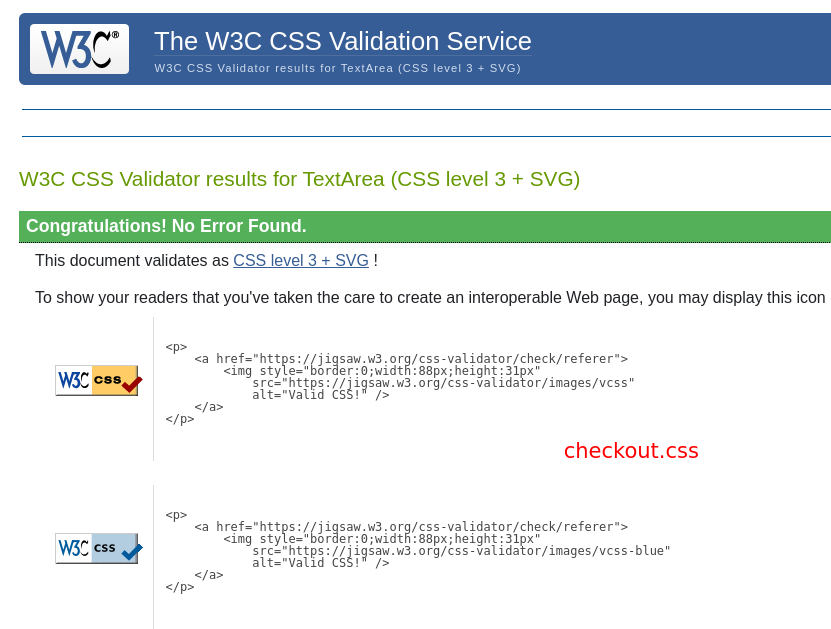 W3C® The W3C CSS Validation Service
W3C CSS Validator results for TextArea (CSS level 3 + SVG)
W3C CSS Validator results for TextArea (CSS level 3 + SVG)
Congratulations! No Error Found.
This document validates as CSS level 3 + SVG !
To show your readers that you've taken the care to create an interoperable Web page, you may display this icon
W3C css
<p>
<a href="https://jigsaw.w3.org/css-validator/check/referer">
<img style="border:0;width:88px;height:31px"
src="https://jigsaw.w3.org/css-validator/images/vcss"
alt="Valid CSS!" />
</a>
</p>
checkout.css
W3C css
<p>
<a href="https://jigsaw.w3.org/css-validator/check/referer">
<img style="border:0;width:88px;height:31px"
src="https://jigsaw.w3.org/css-validator/images/vcss-blue"
alt="Valid CSS!" />
</a>
</p>